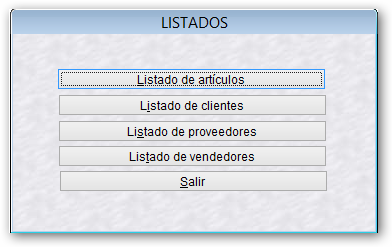 LISTADOS
Listado de artículos
Listado de clientes
Listado de proveedores
Listado de vendedores
Salir